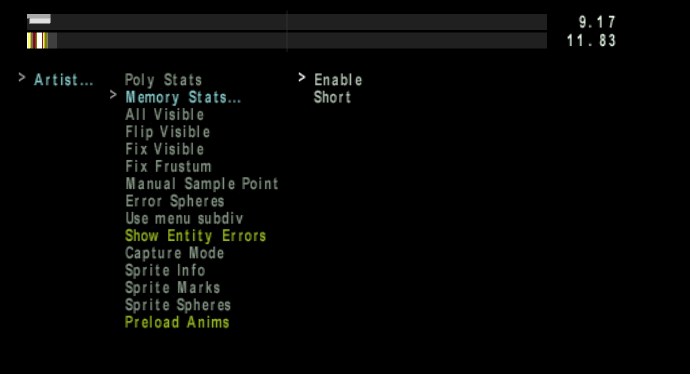 9.17
11.83
> Artist... Poly Stats > Enable
> Memory Stats... Short
All Visible
Flip Visible
Fix Visible
Fix Frustum
Manual Sample Point
Error Spheres
Use menu subdiv
Show Entity Errors
Capture Mode
Sprite Info
Sprite Marks
Sprite Spheres
Preload Anims